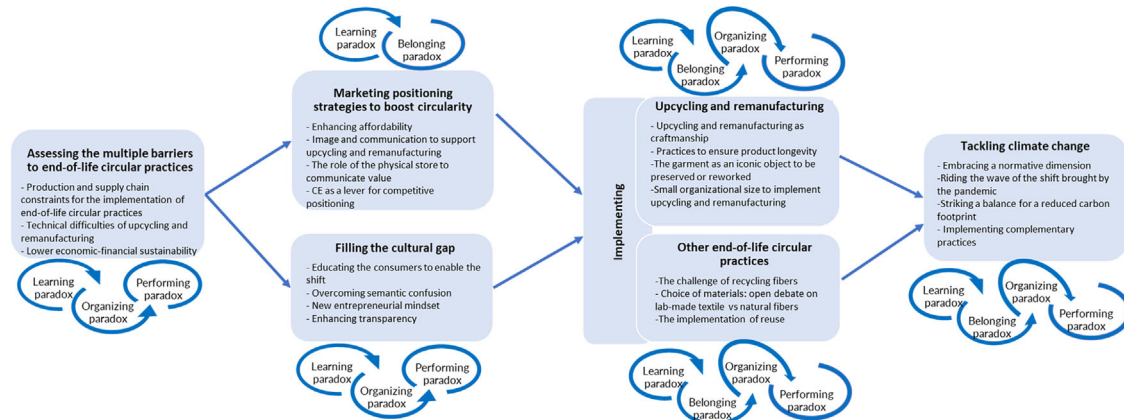 Learning
paradox
Belonging
paradox
Marketing positioning
strategies to boost circularity
- Enhancing affordability
- Image and communication to support
upcycling and remanufacturing
- The role of the physical store to
communicate value
- CE as a lever for competitive
positioning
Assessing the multiple barriers
to end-of-life circular practices
- Production and supply chain
constraints for the implementation of
end-of-life circular practices
- Technical difficulties of upcycling and
remanufacturing
- Lower economic-financial sustainability
Learning
paradox
Organizing
paradox
Performing
paradox
Filling the cultural gap
- Educating the consumers to enable the
shift
- Overcoming semantic confusion
- New entrepreneurial mindset
- Enhancing transparency
Learning
paradox
Organizing
paradox
Performing
paradox
Learning
paradox
Belonging
paradox
Organizing
paradox
Performing
paradox
Implementing
Upcycling and remanufacturing
- Upcycling and remanufacturing as
craftmanship
- Practices to ensure product longevity
-The garment as an iconic object to be
preserved or reworked
-Small organizational size to implement
upcycling and remanufacturing
Other end-of-life circular
practices
-The challenge of recycling fibers
- Choice of materials: open debate on
lab-made textile vs natural fibers
-The implementation of reuse
Learning
paradox
Belonging
paradox
Organizing
paradox
Performing
paradox
Tackling climate change
- Embracing a normative dimension
-Riding the wave of the shift brought by
the pandemic
-Striking a balance for a reduced carbon
footprint
- Implementing complementary
practices
Learning
paradox
Belonging
paradox
Organizing
paradox
Performing
paradox